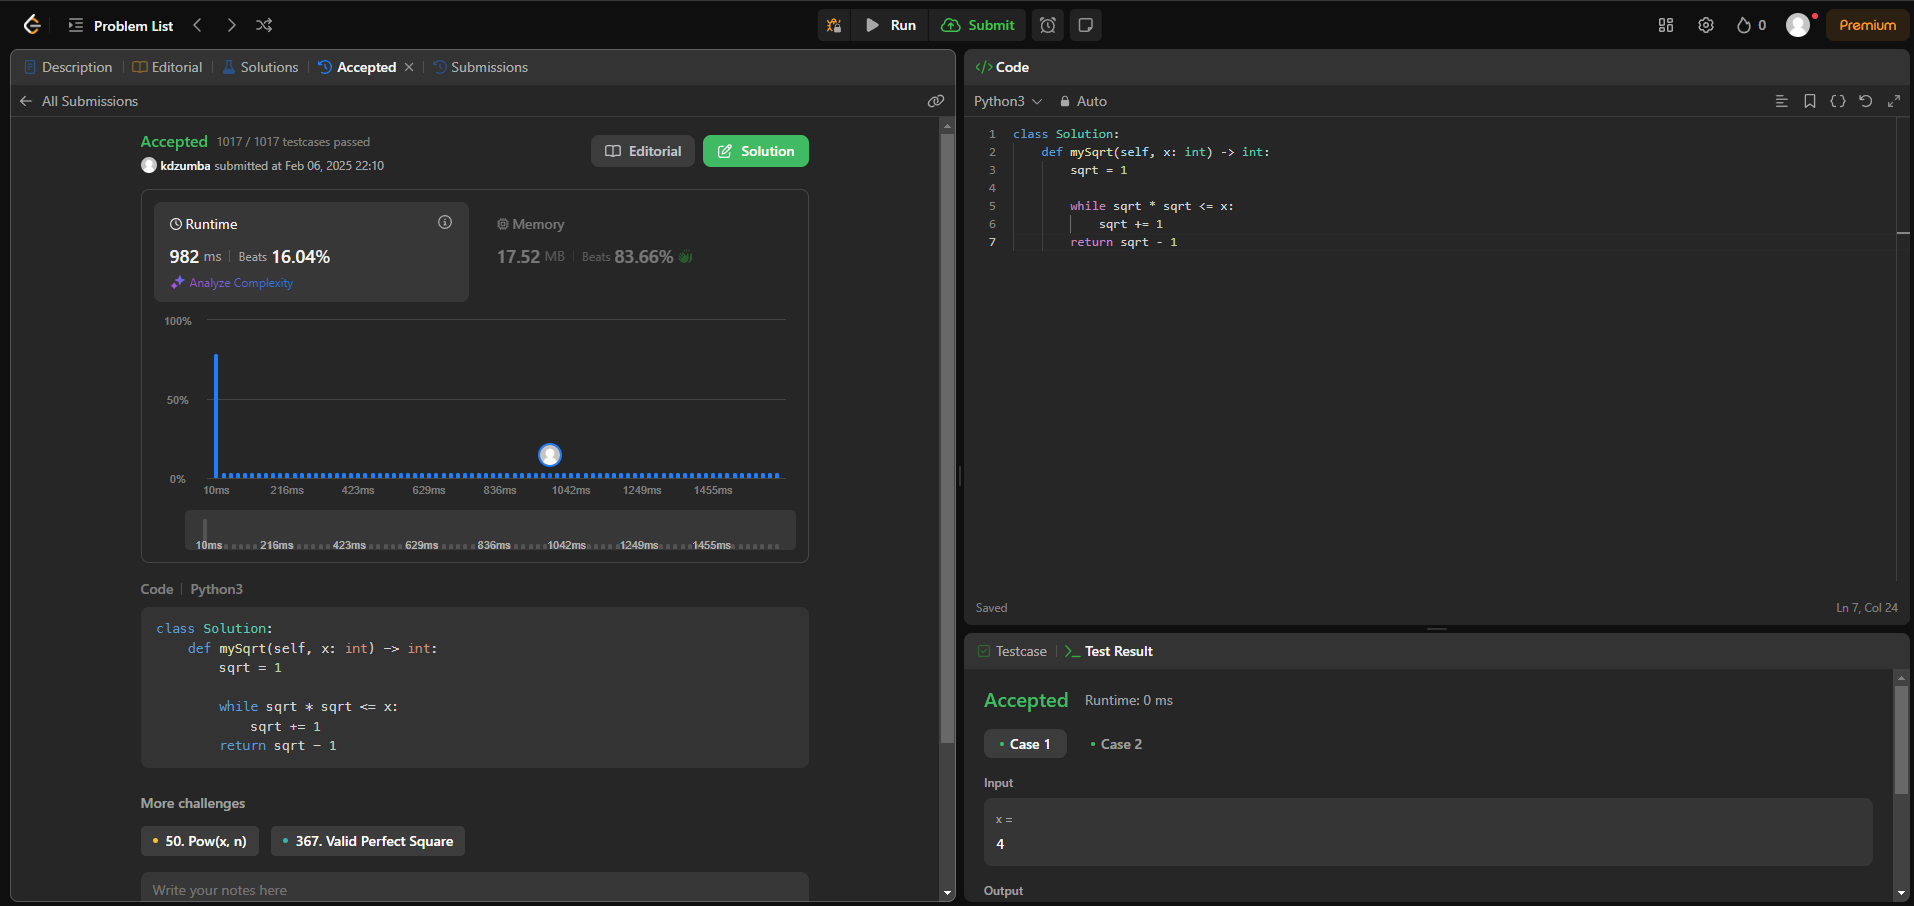 Problem List
Run
Submit
0
Premium
Description
Editorial
Solutions
Accepted
Submissions
All Submissions
Accepted 1017 / 1017 testcases passed
kdzumba submitted at Feb 06, 2025 22:10
Editorial
Solution
Runtime
982 ms Beats 16.04%
Analyze Complexity
Memory
17.52 MB Beats 83.66%
100%
50%
0%
10ms 216ms 423ms 629ms 836ms 1042ms 1249ms 1455ms
10ms 216ms 423ms 629ms 836ms 1042ms 1249ms 1455ms
Code Python3
class Solution:
    def mySqrt(self, x: int) -> int:
        sqrt = 1
        while sqrt * sqrt <= x:
            sqrt += 1
        return sqrt - 1
More challenges
50. Pow(x, n)
367. Valid Perfect Square
Write your notes here
</> Code
Python3
Auto
1 class Solution:
2     def mySqrt(self, x: int) -> int:
3         sqrt = 1
4
5         while sqrt * sqrt <= x:
6             sqrt += 1
7         return sqrt - 1
Saved
Ln 7, Col 24
Testcase
>_ Test Result
Accepted Runtime: 0 ms
Case 1
Case 2
Input
x =
4
Output